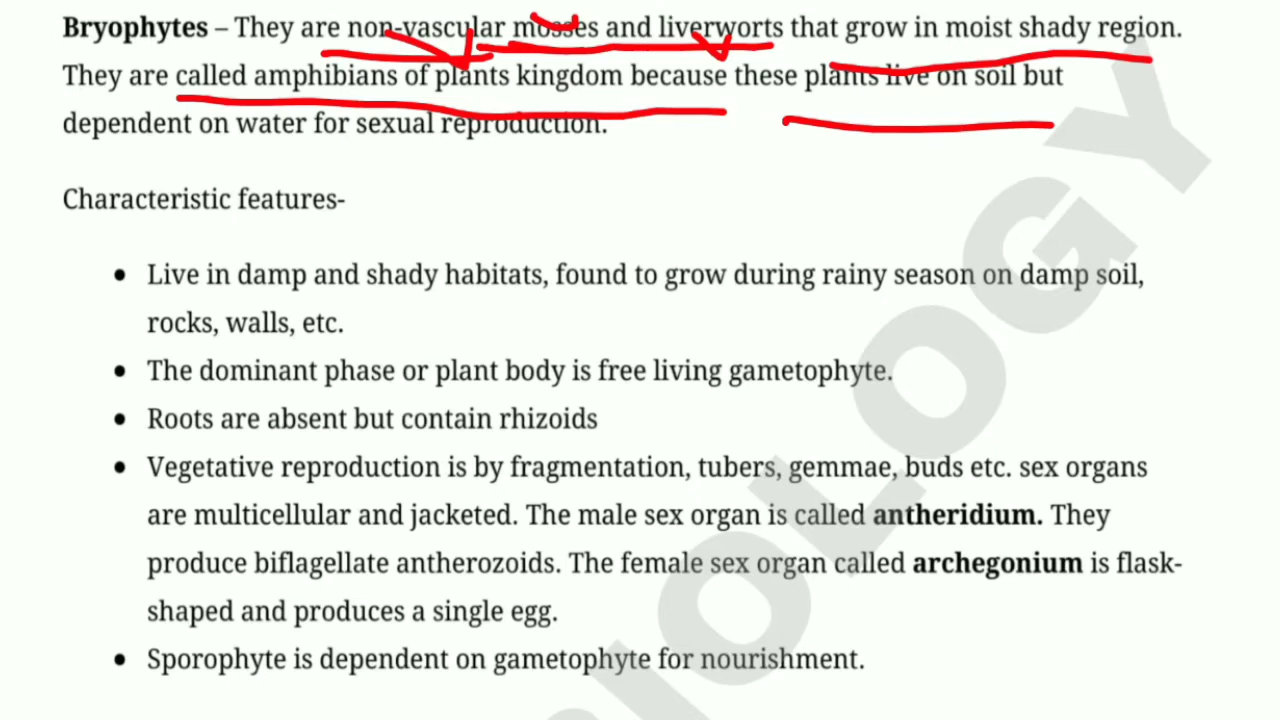 Bryophytes – They are non-vascular mosses and liverworts that grow in moist shady region.
They are called amphibians of plants kingdom because these plants live on soil but
dependent on water for sexual reproduction.
Characteristic features-
● Live in damp and shady habitats, found to grow during rainy season on damp soil,
rocks, walls, etc.
● The dominant phase or plant body is free living gametophyte.
● Roots are absent but contain rhizoids
● Vegetative reproduction is by fragmentation, tubers, gemmae, buds etc. sex organs
are multicellular and jacketed. The male sex organ is called antheridium. They
produce biflagellate antherozoids. The female sex organ called archegonium is flask-
shaped and produces a single egg.
● Sporophyte is dependent on gametophyte for nourishment.
BIOLOGY